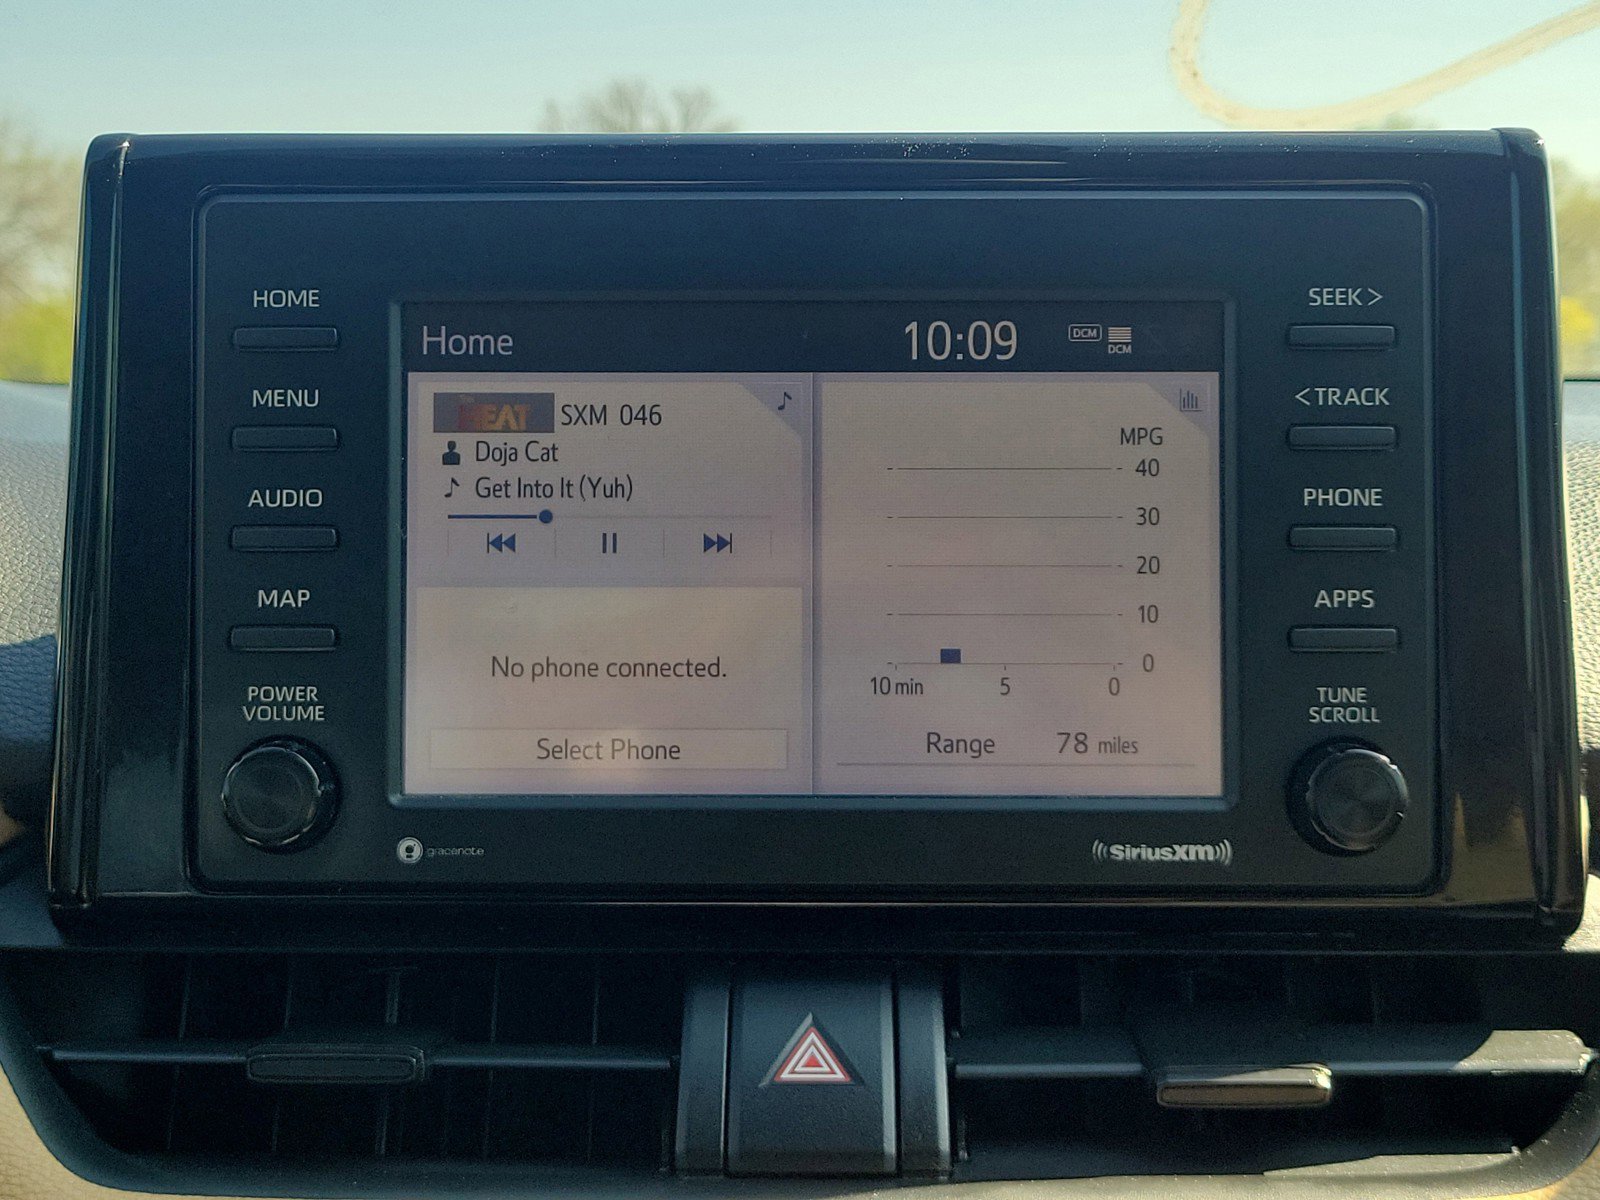 HOME
MENU
AUDIO
MAP
POWER
VOLUME
Home
10:09
DCM
DCM
HEAT
SXM 046
Doja Cat
Get Into It (Yuh)
No phone connected.
Select Phone
MPG
40
30
20
10
0
10 min 5 0
Range 78 miles
SEEK >
< TRACK
PHONE
APPS
TUNE
SCROLL
gracenote
SiriusXM